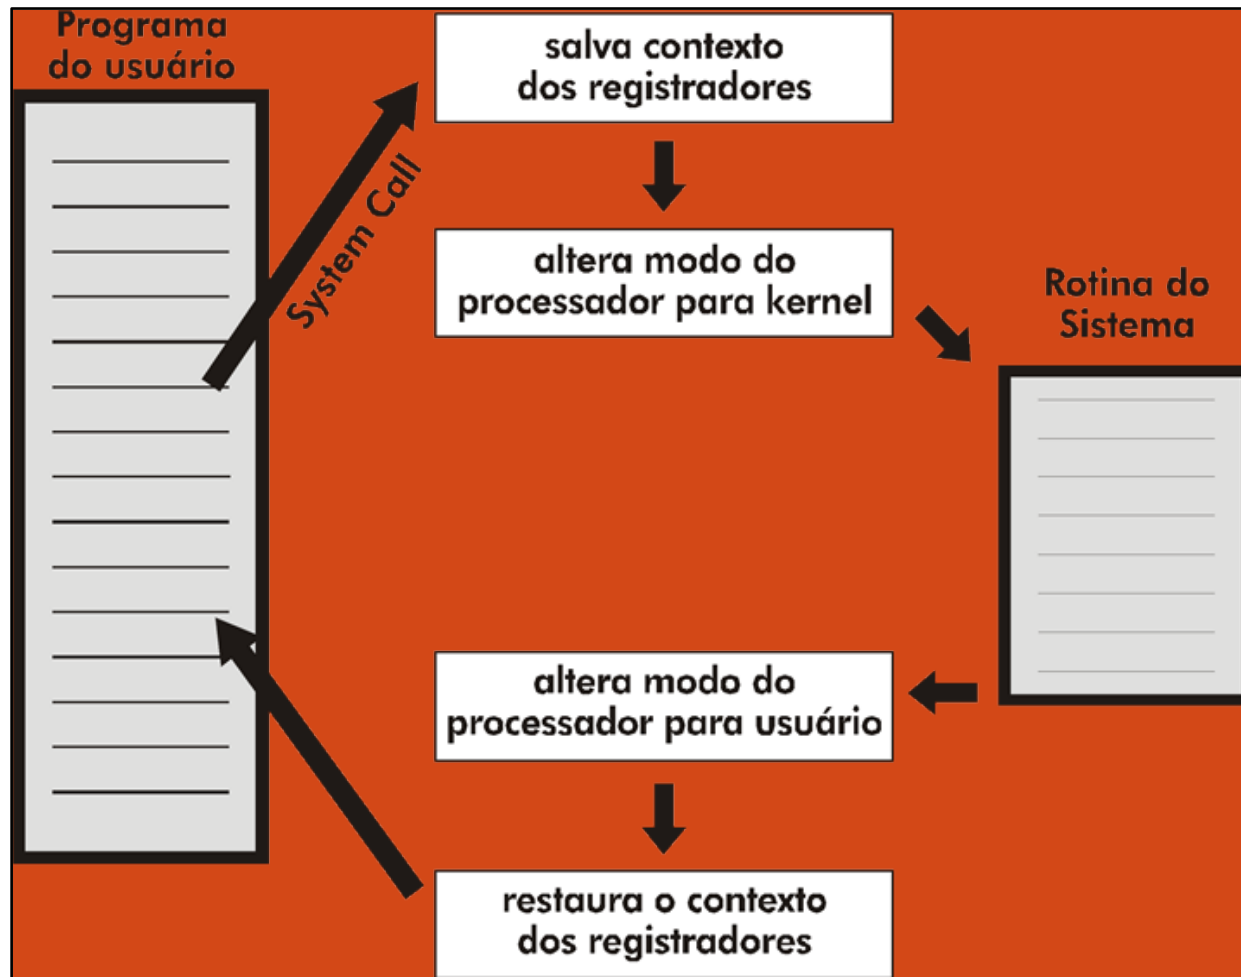 Programa
do usuário
salva contexto
dos registradores
System Call
altera modo do
processador para kernel
Rotina do
Sistema
altera modo do
processador para usuário
restaura o contexto
dos registradores